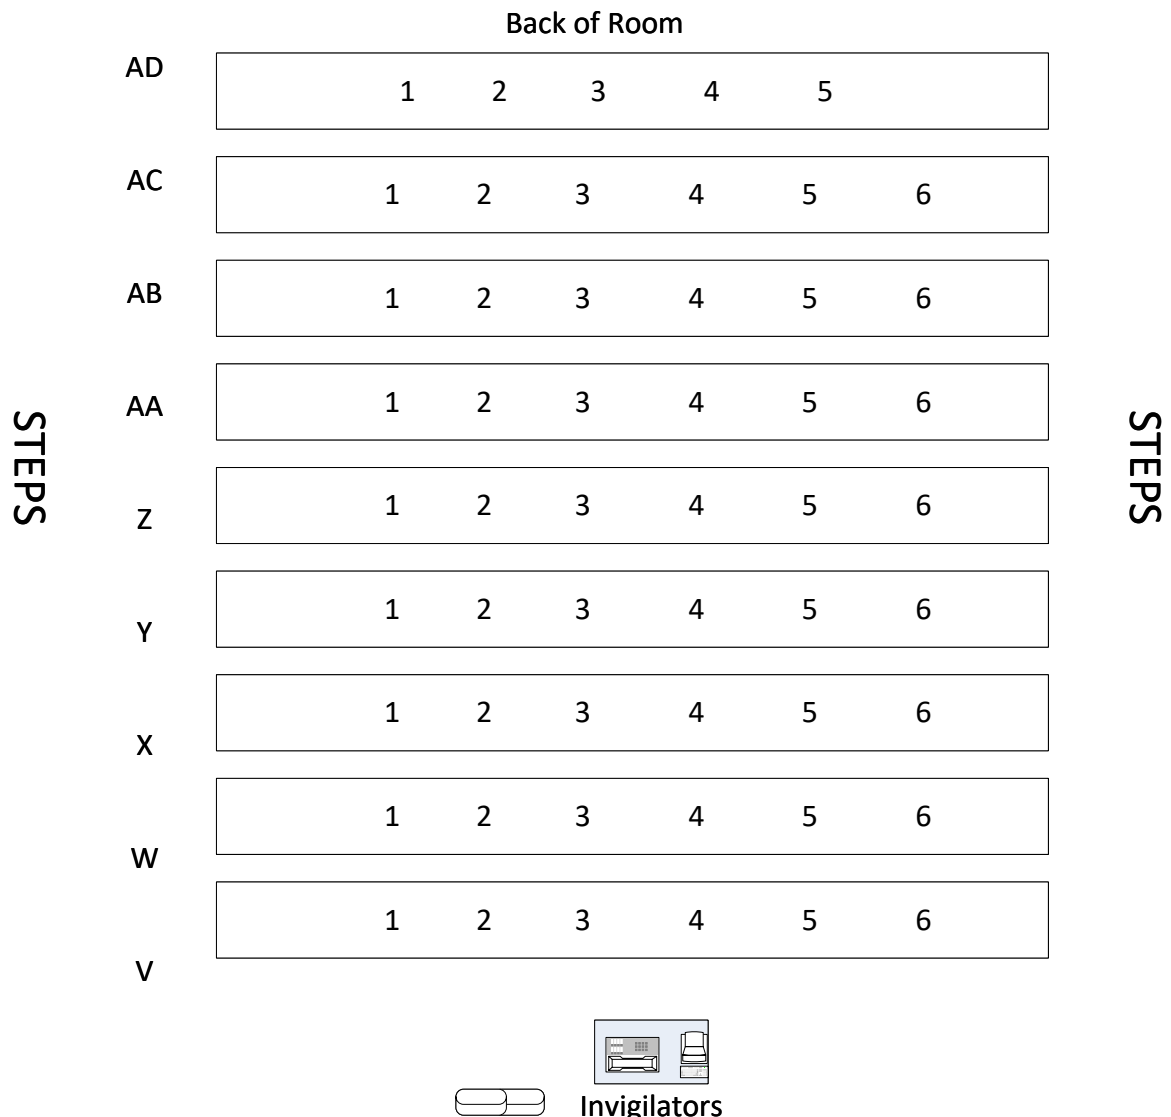 Back of Room
AD 1 2 3 4 5
AC 1 2 3 4 5 6
AB 1 2 3 4 5 6
AA 1 2 3 4 5 6
STEPS
STEPS
Z 1 2 3 4 5 6
Y 1 2 3 4 5 6
X 1 2 3 4 5 6
W 1 2 3 4 5 6
V 1 2 3 4 5 6
Invigilators